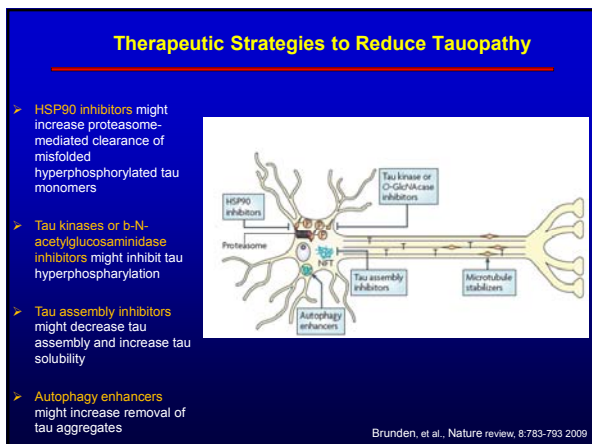 Therapeutic Strategies to Reduce Tauopathy
➢ HSP90 inhibitors might
increase proteasome-
mediated clearance of
misfolded
hyperphosphorylated tau
monomers
➢ Tau kinases or b-N-
acetylglucosaminidase
inhibitors might inhibit tau
hyperphospharylation
➢ Tau assembly inhibitors
might decrease tau
assembly and increase tau
solubility
➢ Autophagy enhancers
might increase removal of
tau aggregates
Tau kinase or
O-GlcNAcase
inhibitors
HSP90
inhibitors
P P
P P
Proteasome
T T T
T T
NFT
Tau assembly
inhibitors
Microtubule
stabilizers
Autophagy
enhancers
Brunden, et al., Nature review, 8:783-793 2009